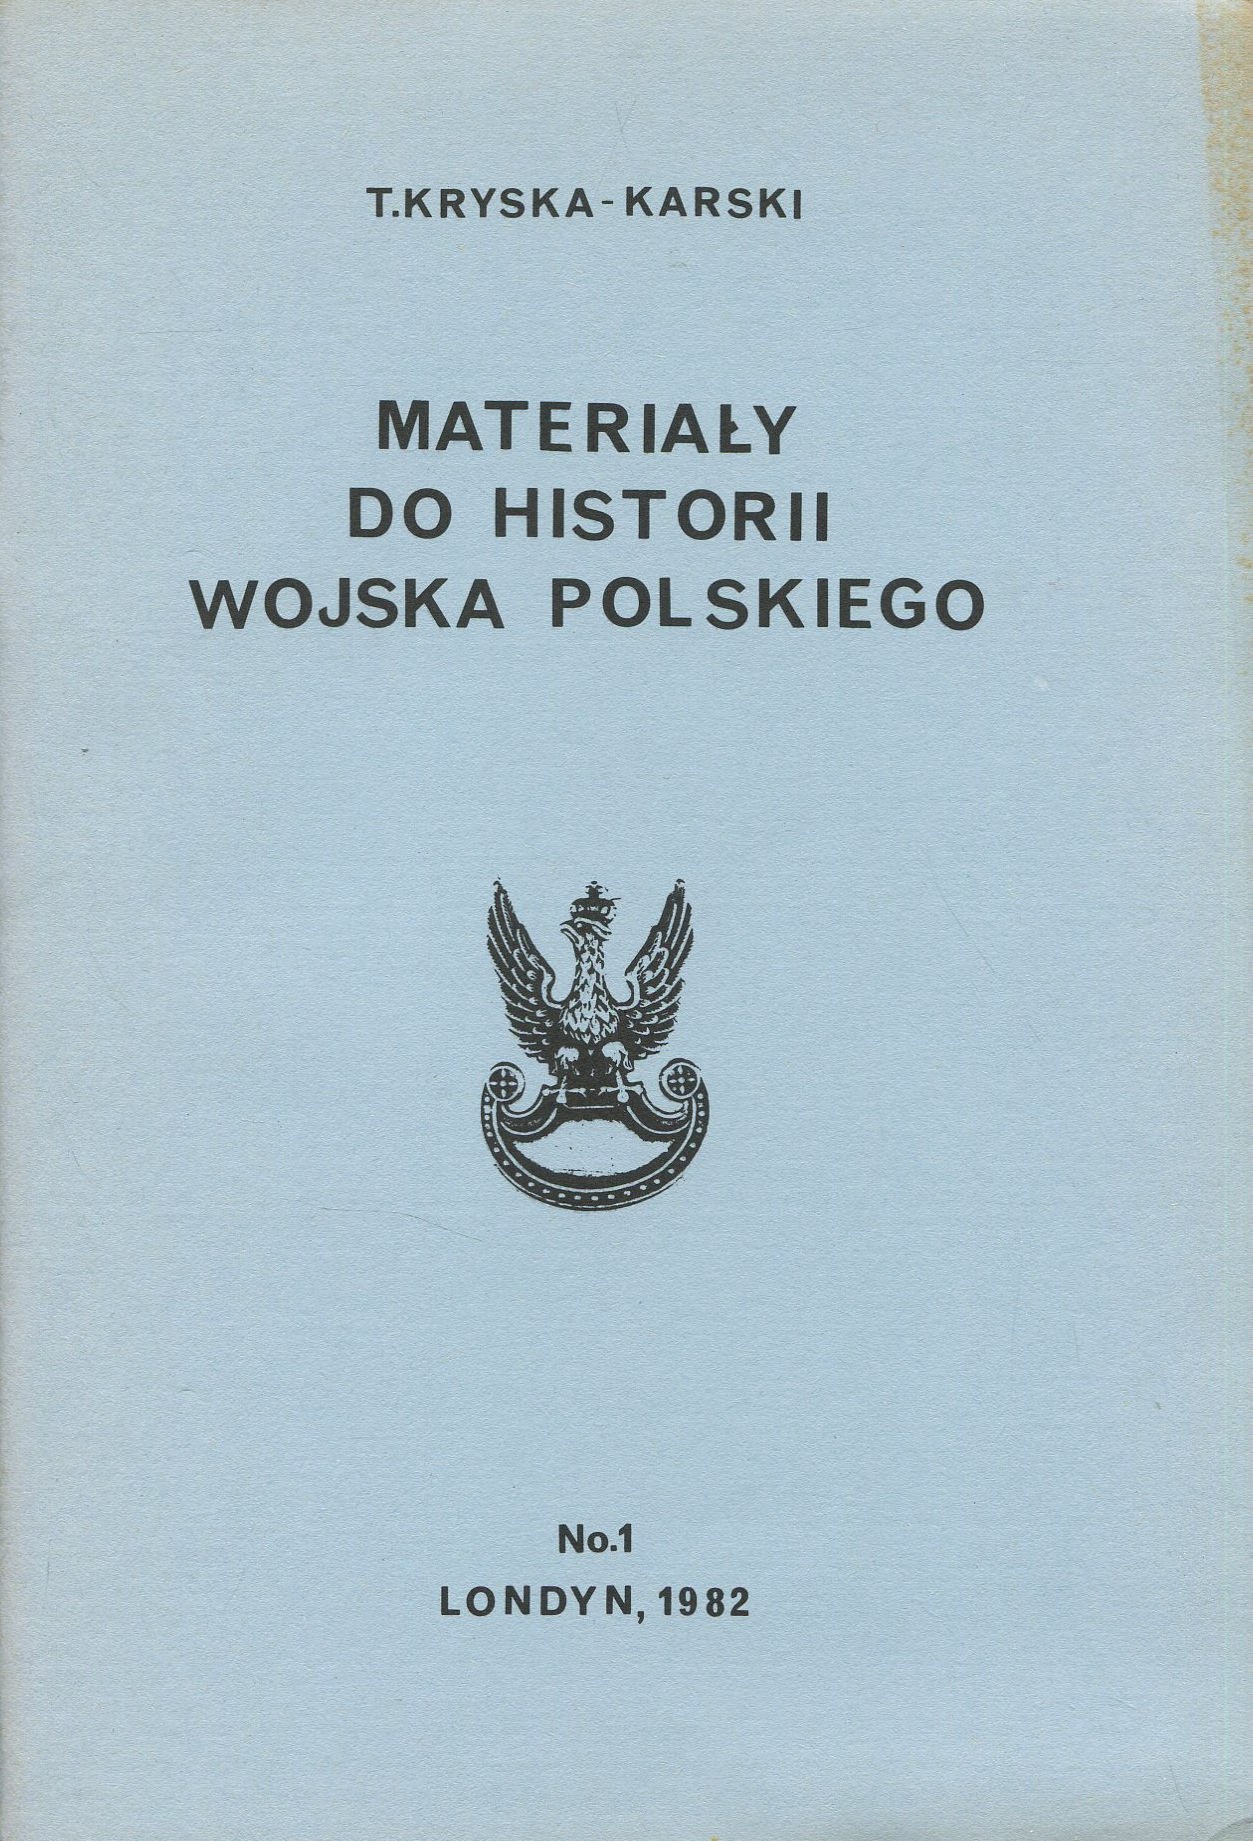 T.KRYSKA-KARSKI
MATERIAŁY
DO HISTORII
WOJSKA POLSKIEGO
No.1
LONDYN, 1982